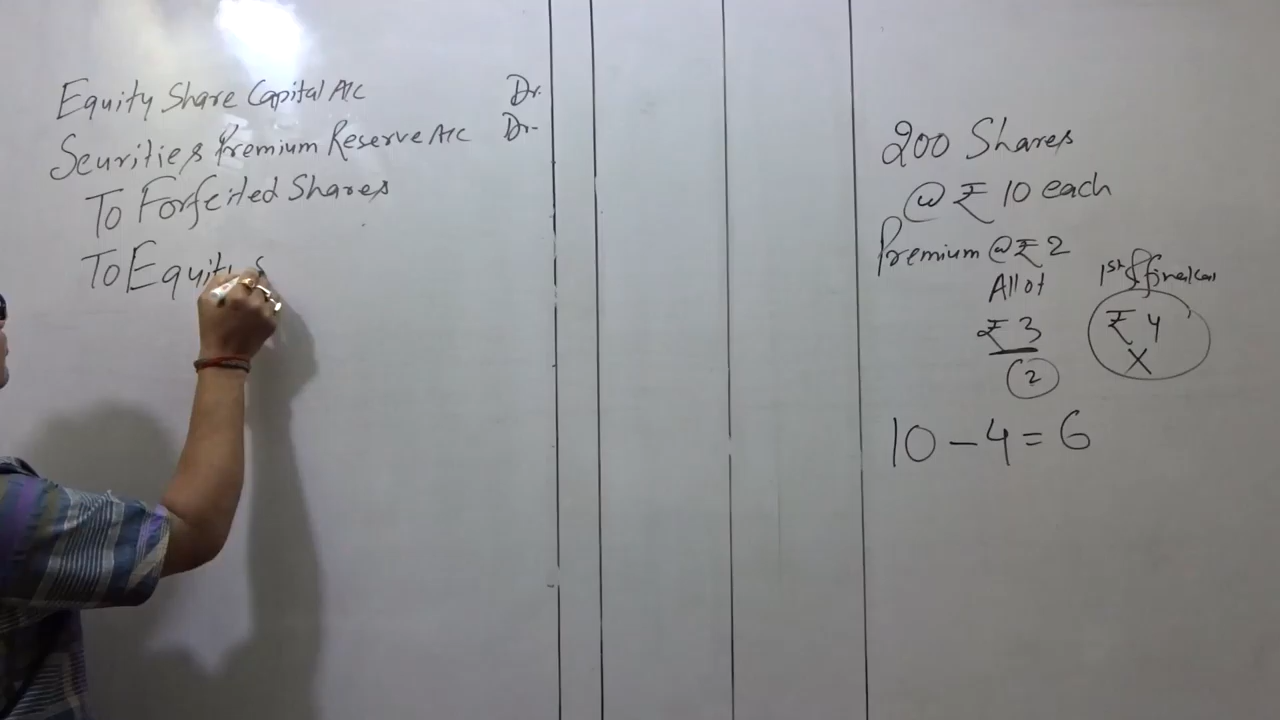 Equity Share Capital A/C Dr.
Seurities Premium Reserve A/C Dr.
To Forfeited Shares
To Equity S
200 Shares
@ ₹ 10 each
Premium @ ₹ 2
Allot
₹ 3
2
1st & final Call
₹ 4
X
10 - 4 = 6